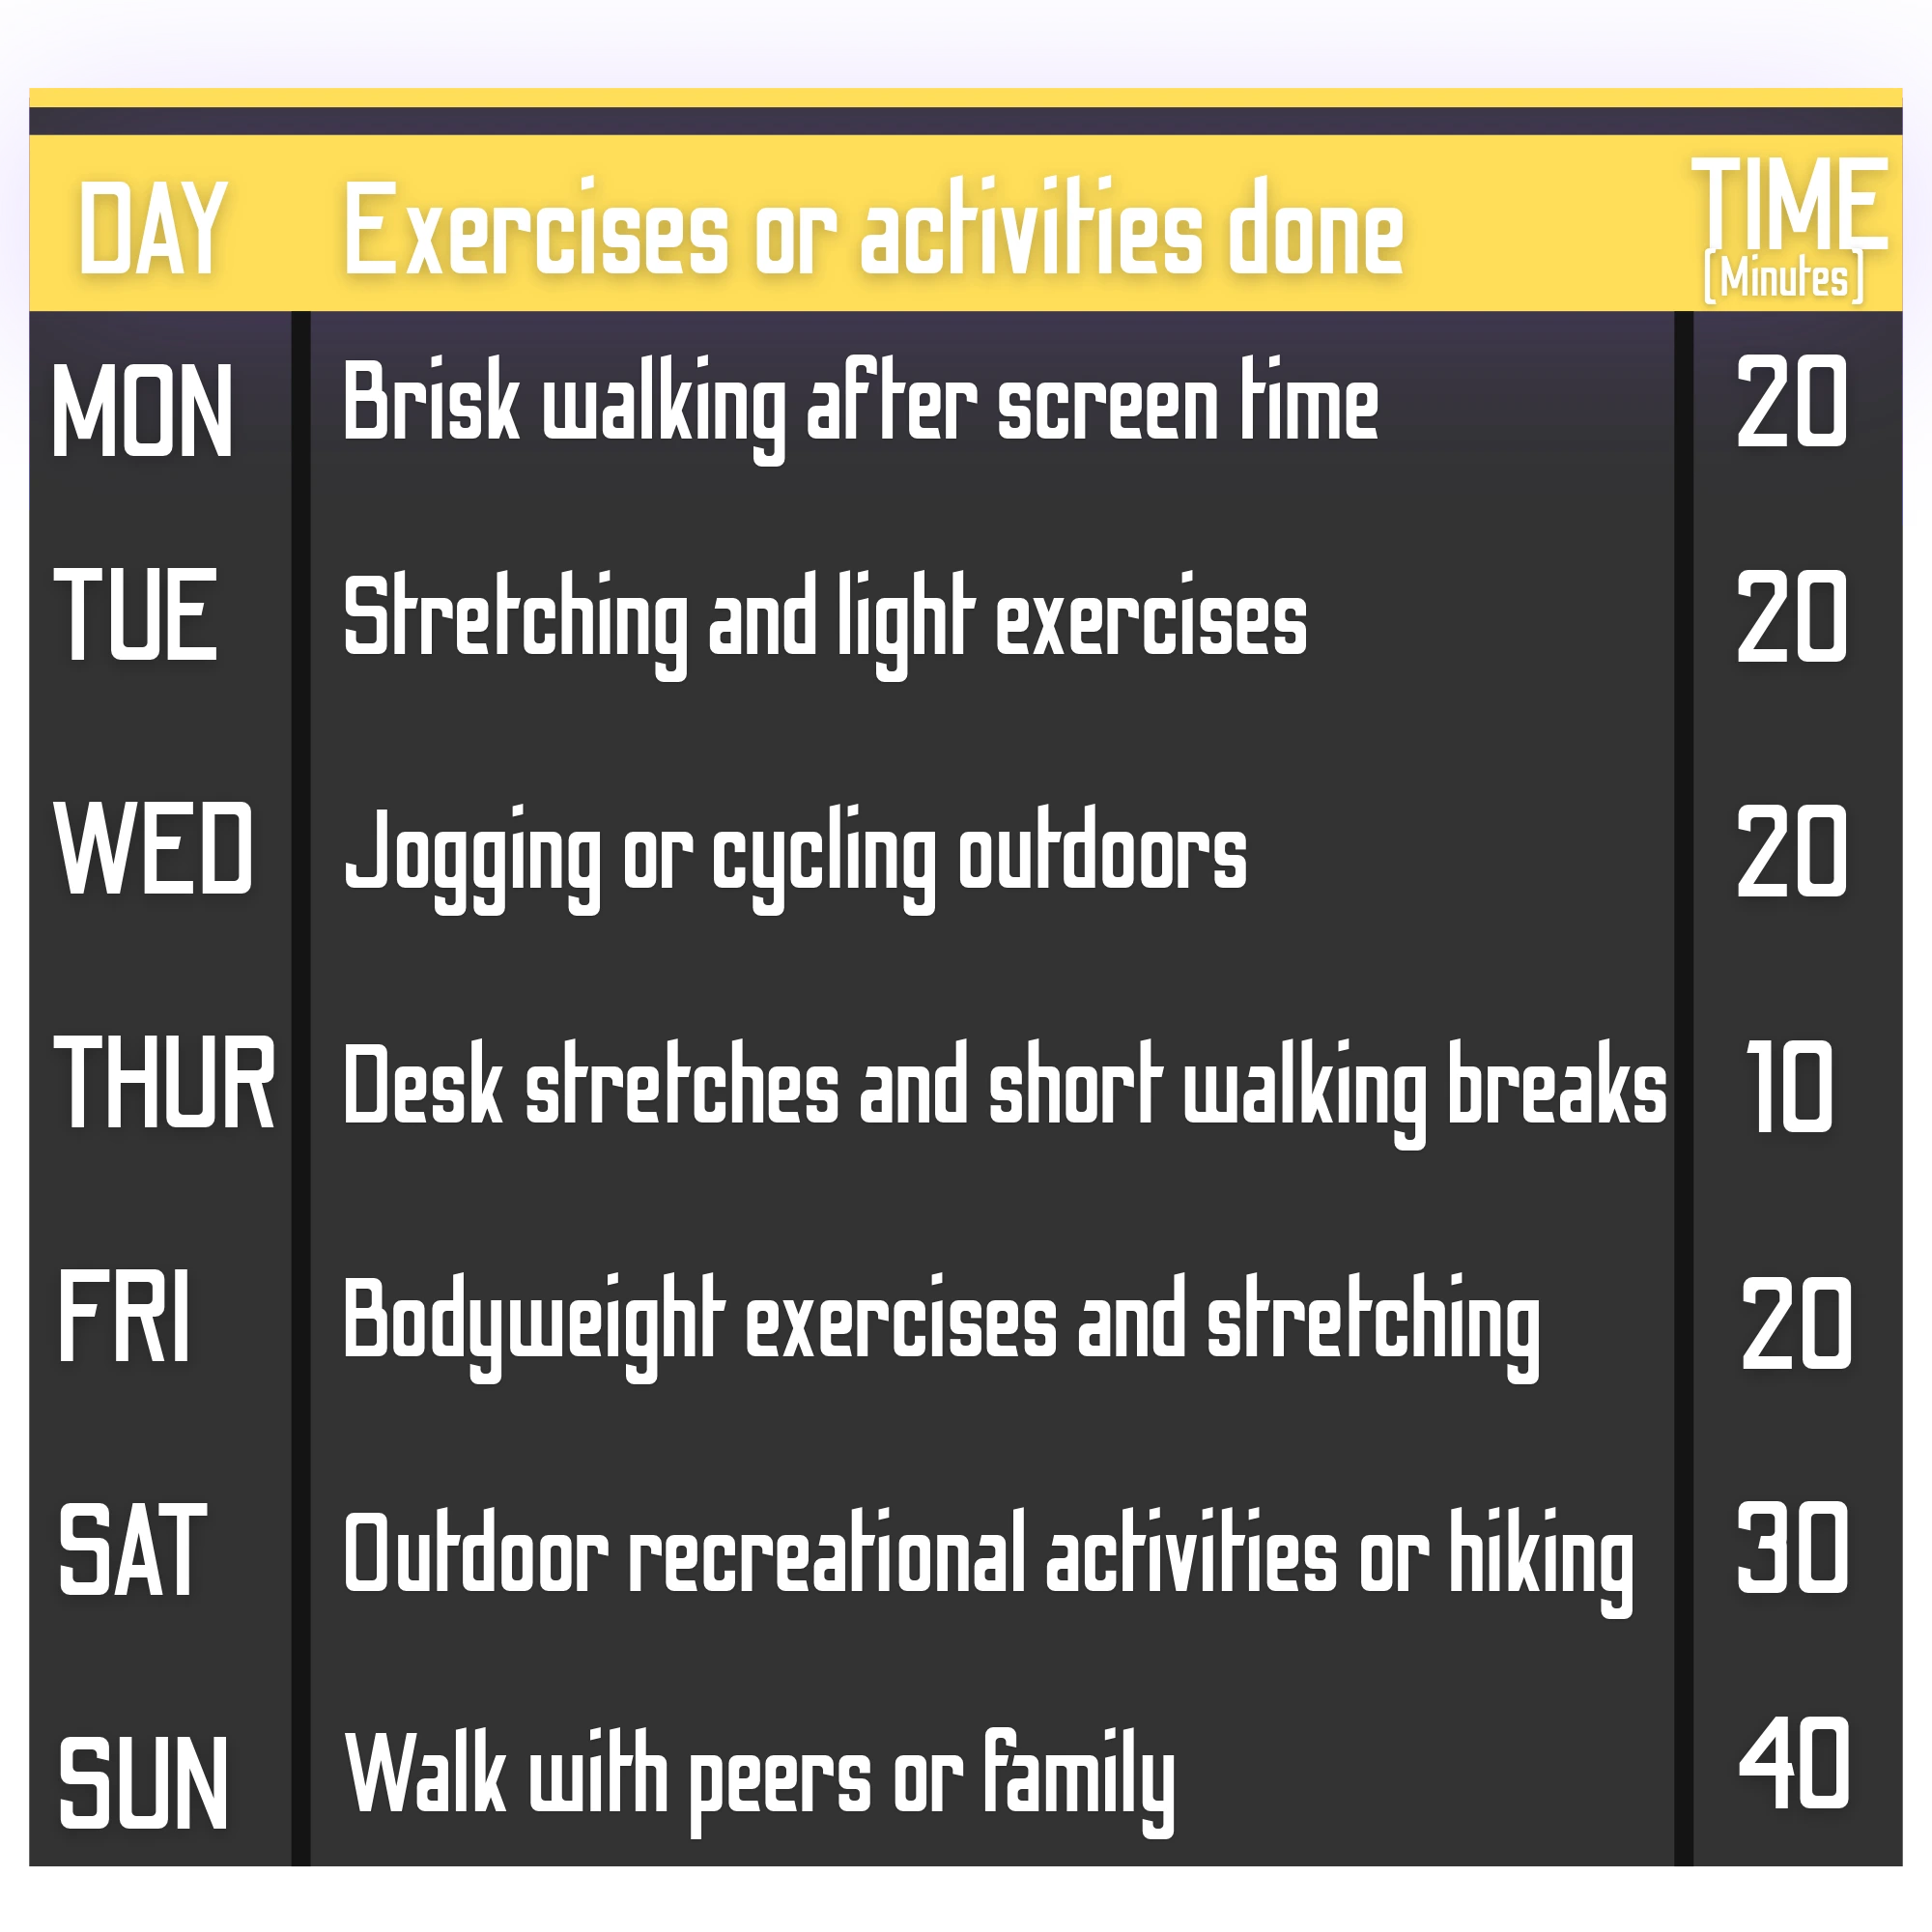 DAY Exercises or activities done TIME
(Minutes)
MON Brisk walking after screen time 20
TUE Stretching and light exercises 20
WED Jogging or cycling outdoors 20
THUR Desk stretches and short walking breaks 10
FRI Bodyweight exercises and stretching 20
SAT Outdoor recreational activities or hiking 30
SUN Walk with peers or family 40